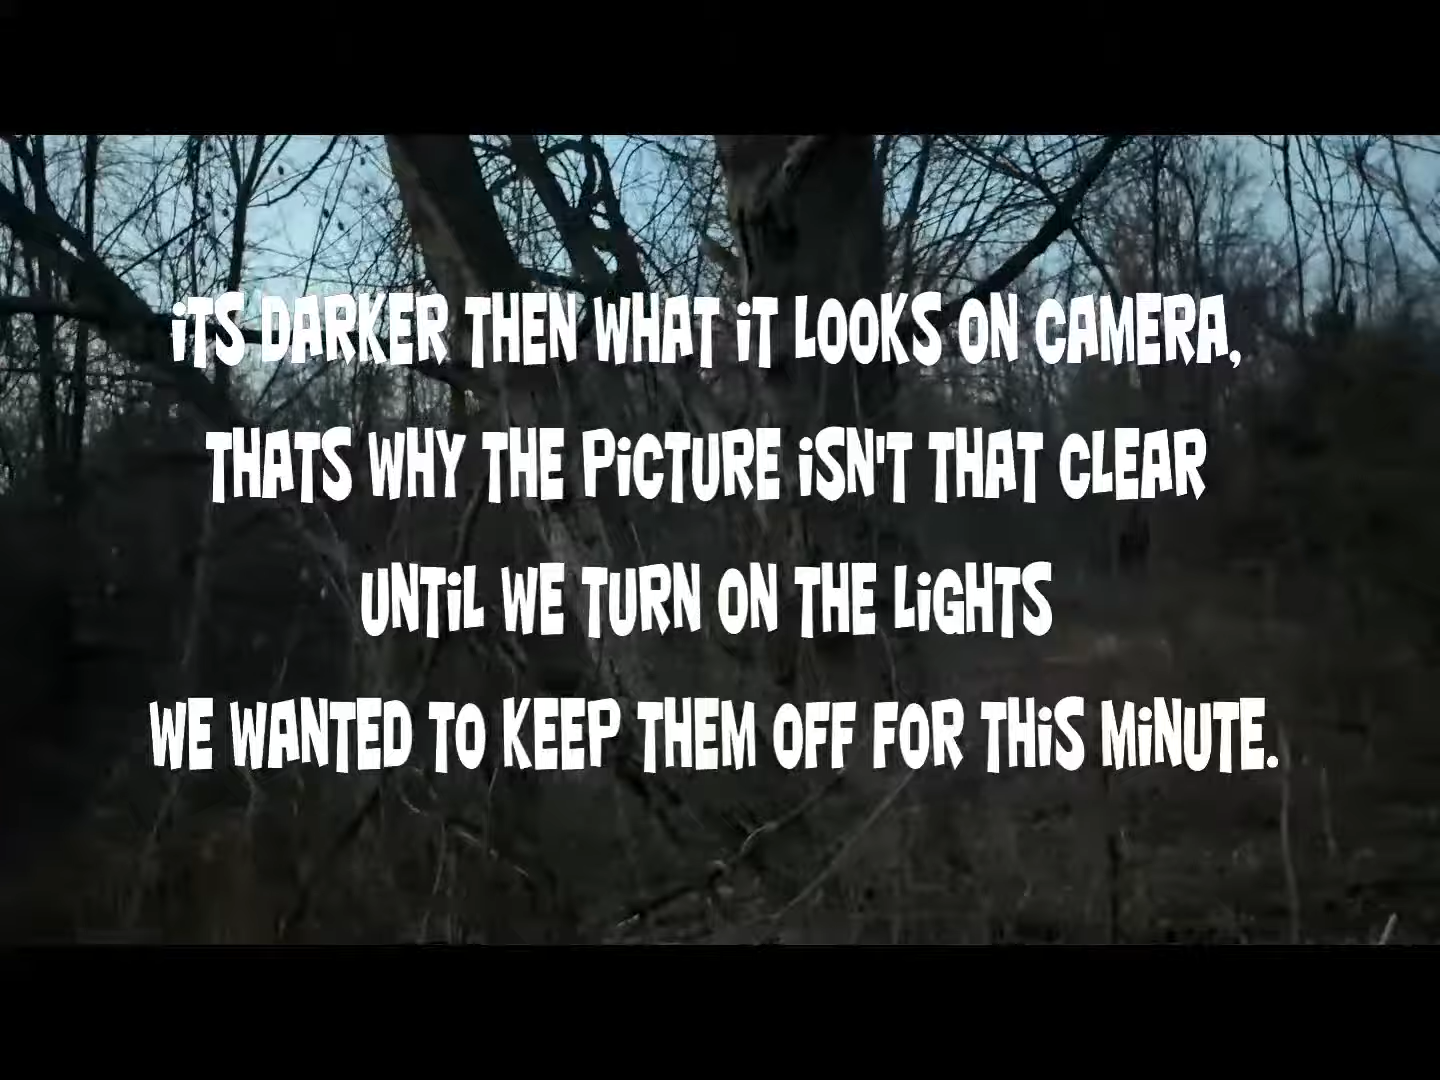 iTS DARKER THEN WHAT iT LOOKS ON CAMERA,
THATS WHY THE PiCTURE iSN'T THAT CLEAR
UNTiL WE TURN ON THE LiGHTS
WE WANTED TO KEEP THEM OFF FOR THiS MiNUTE.